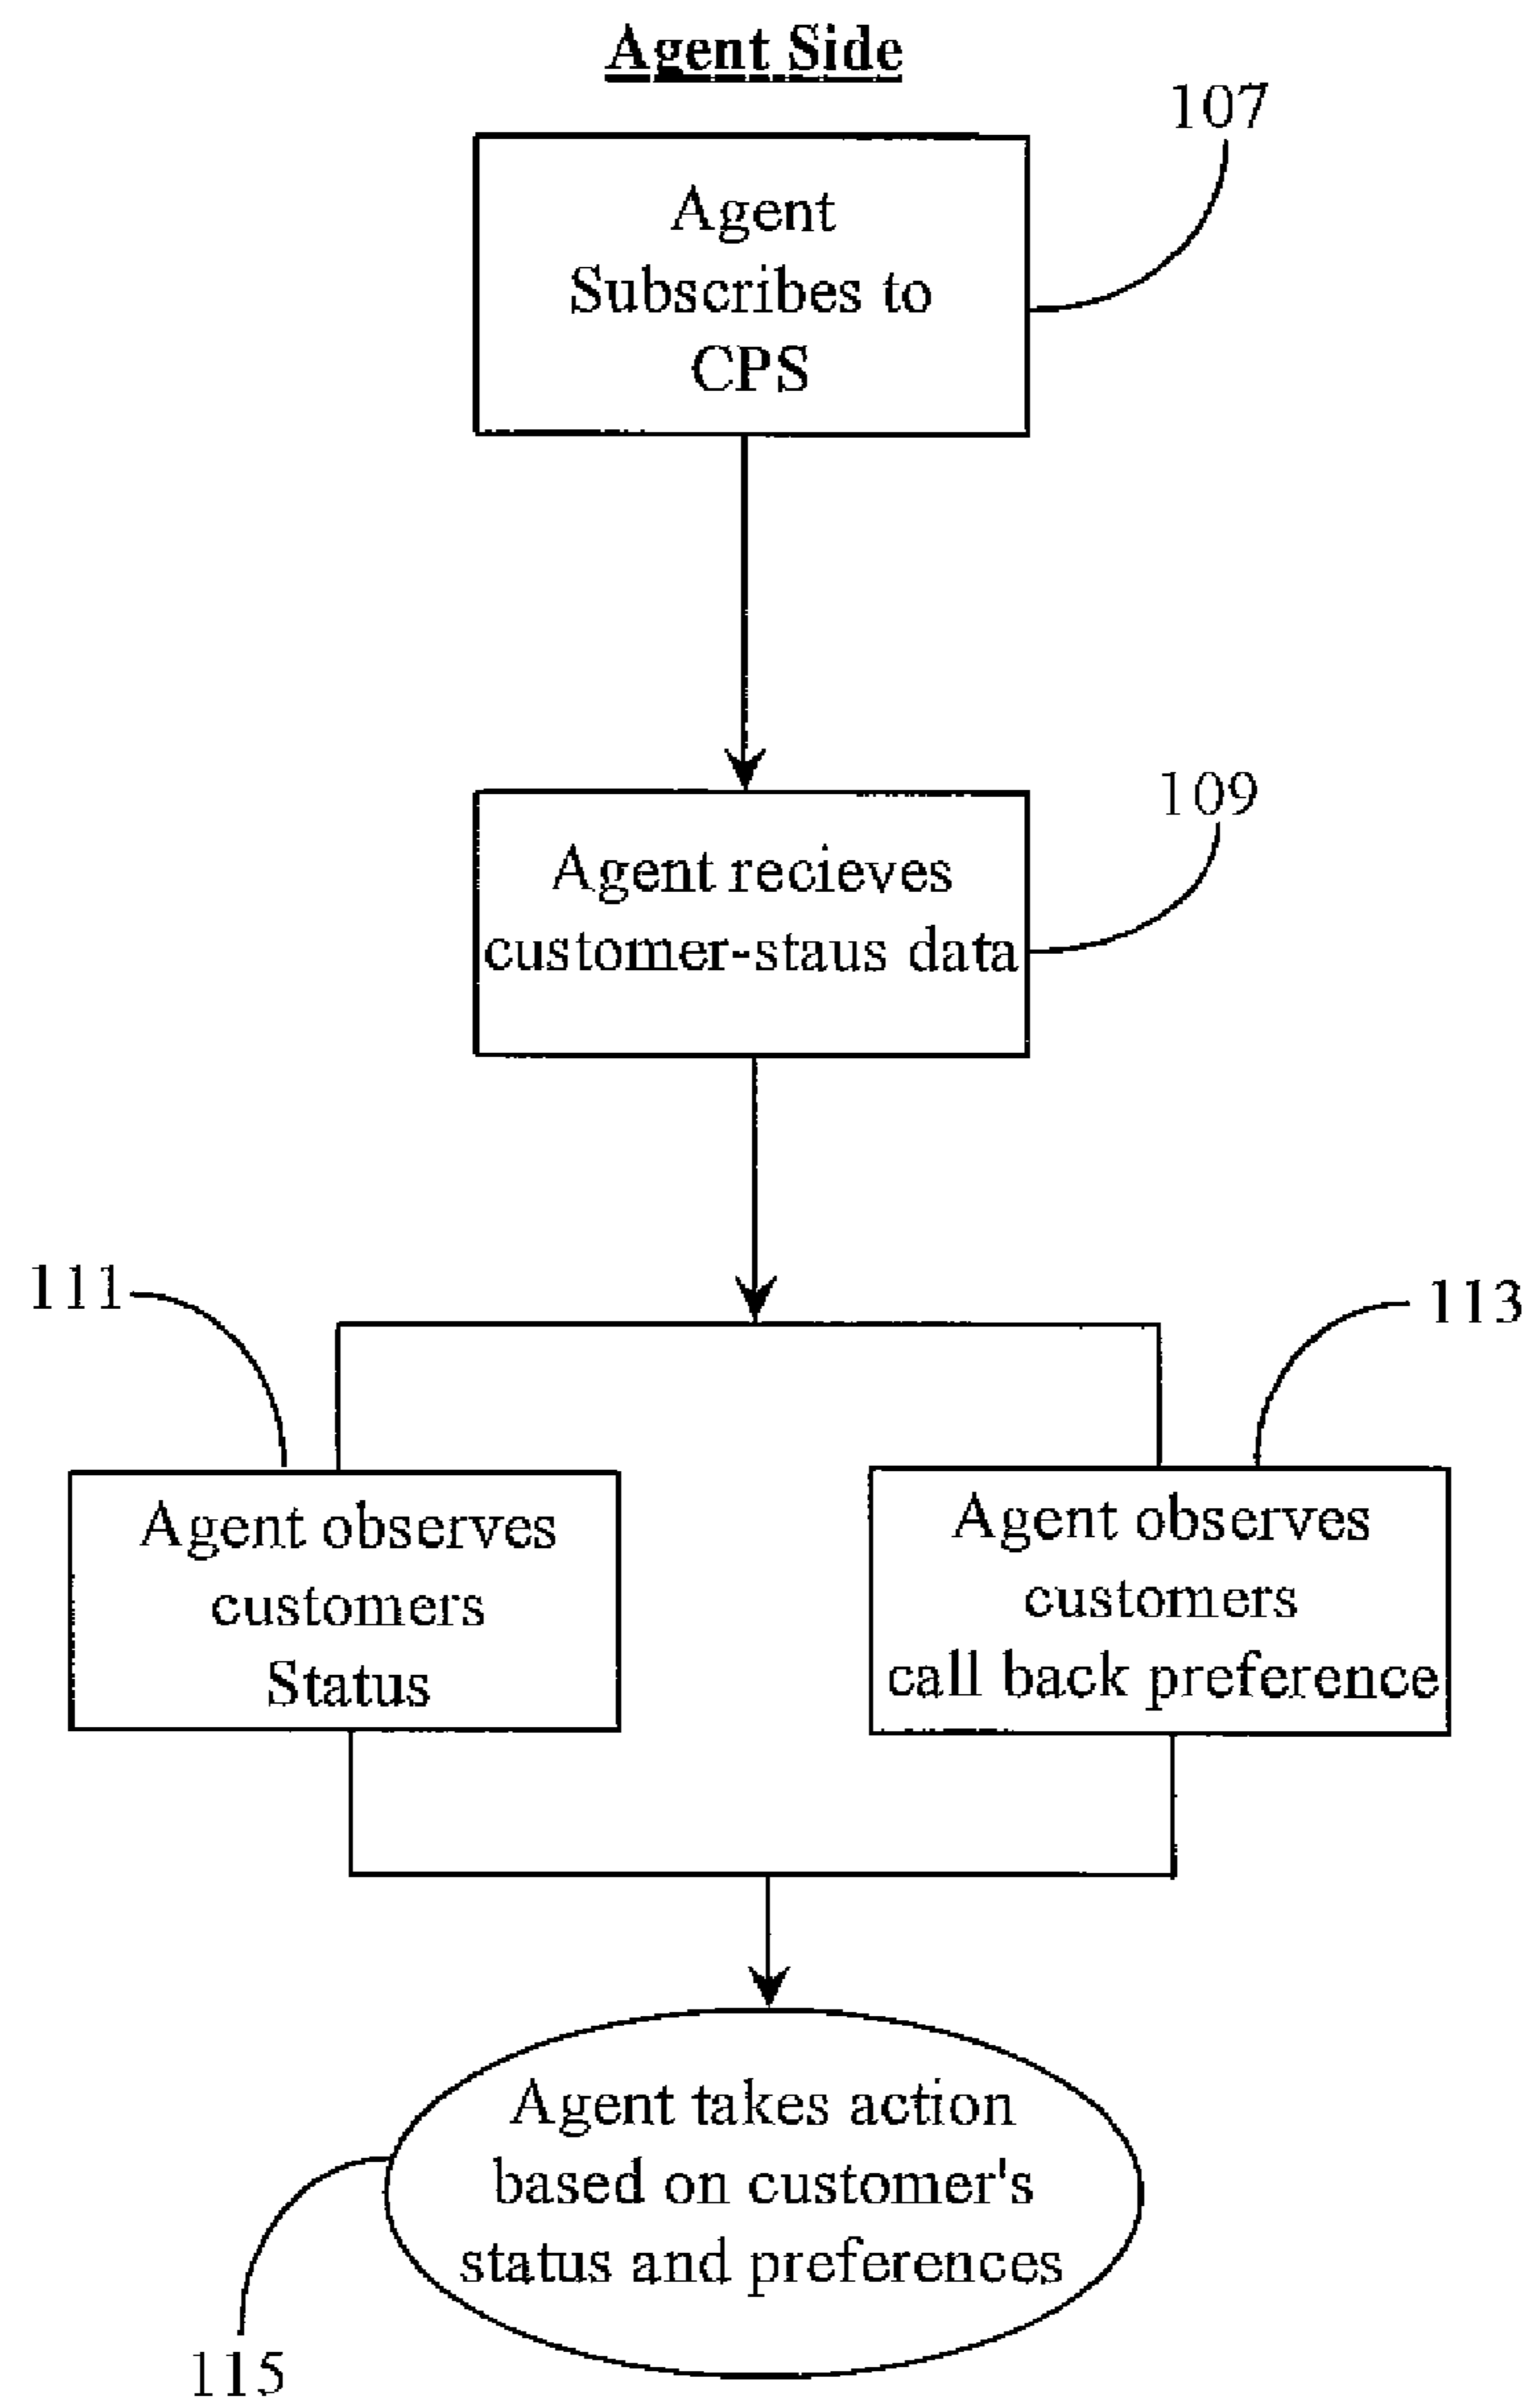 Agent Side
107
Agent
Subscribes to
CPS
109
Agent recieves
customer-staus data
111
113
Agent observes
customers
Status
Agent observes
customers
call back preference
Agent takes action
based on customer's
status and preferences
115